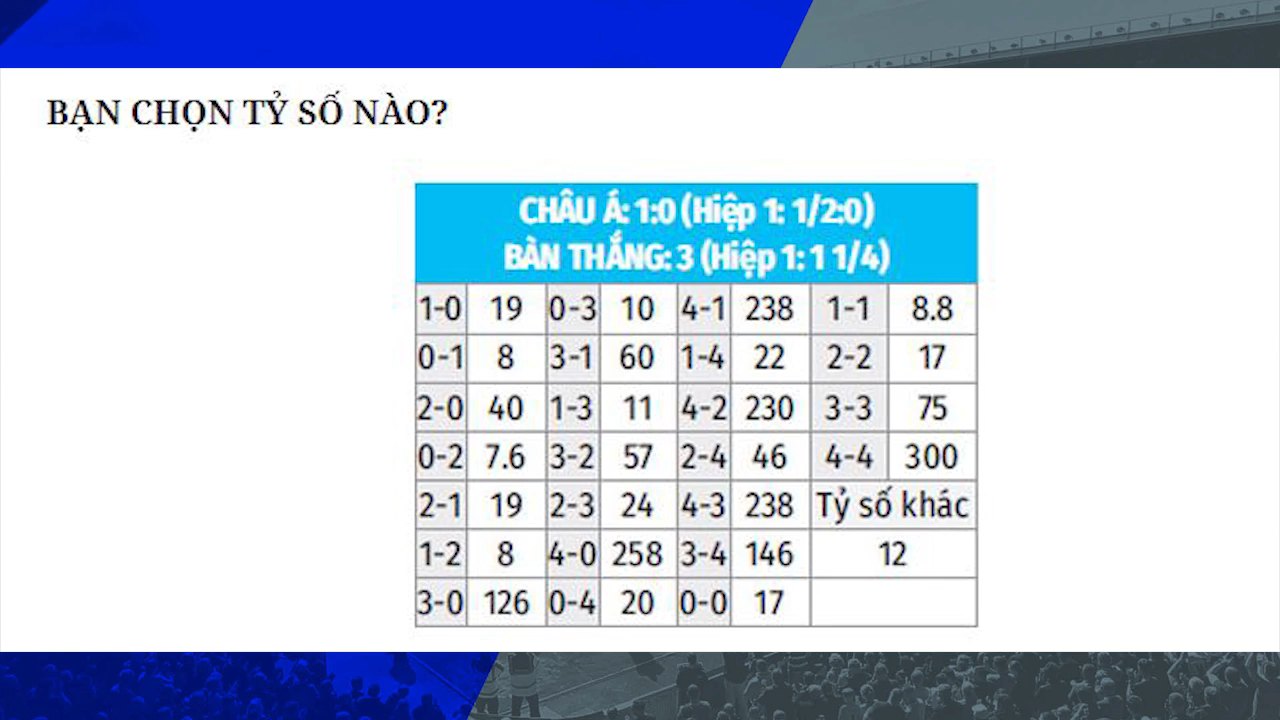 BẠN CHỌN TỶ SỐ NÀO?
CHÂU Á: 1:0 (Hiệp 1: 1/2:0)
BÀN THẮNG: 3 (Hiệp 1: 1 1/4)
1-0 19 0-3 10 4-1 238 1-1 8.8
0-1 8 3-1 60 1-4 22 2-2 17
2-0 40 1-3 11 4-2 230 3-3 75
0-2 7.6 3-2 57 2-4 46 4-4 300
2-1 19 2-3 24 4-3 238 Tỷ số khác
1-2 8 4-0 258 3-4 146 12
3-0 126 0-4 20 0-0 17